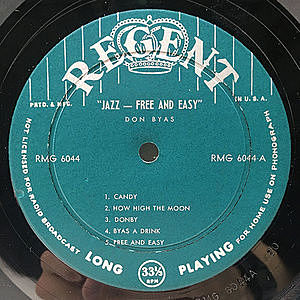 REGENT
PRTD. & MFG. IN U.S.A.
"JAZZ — FREE AND EASY"
DON BYAS
RMG 6044 RMG 6044-A
1. CANDY
2. HOW HIGH THE MOON
3. DONBY
4. BYAS A DRINK
5. FREE AND EASY
NOT LICENSED FOR RADIO BROADCAST
FOR HOME USE ON PHONOGRAPH
LONG 33⅓ RPM PLAYING